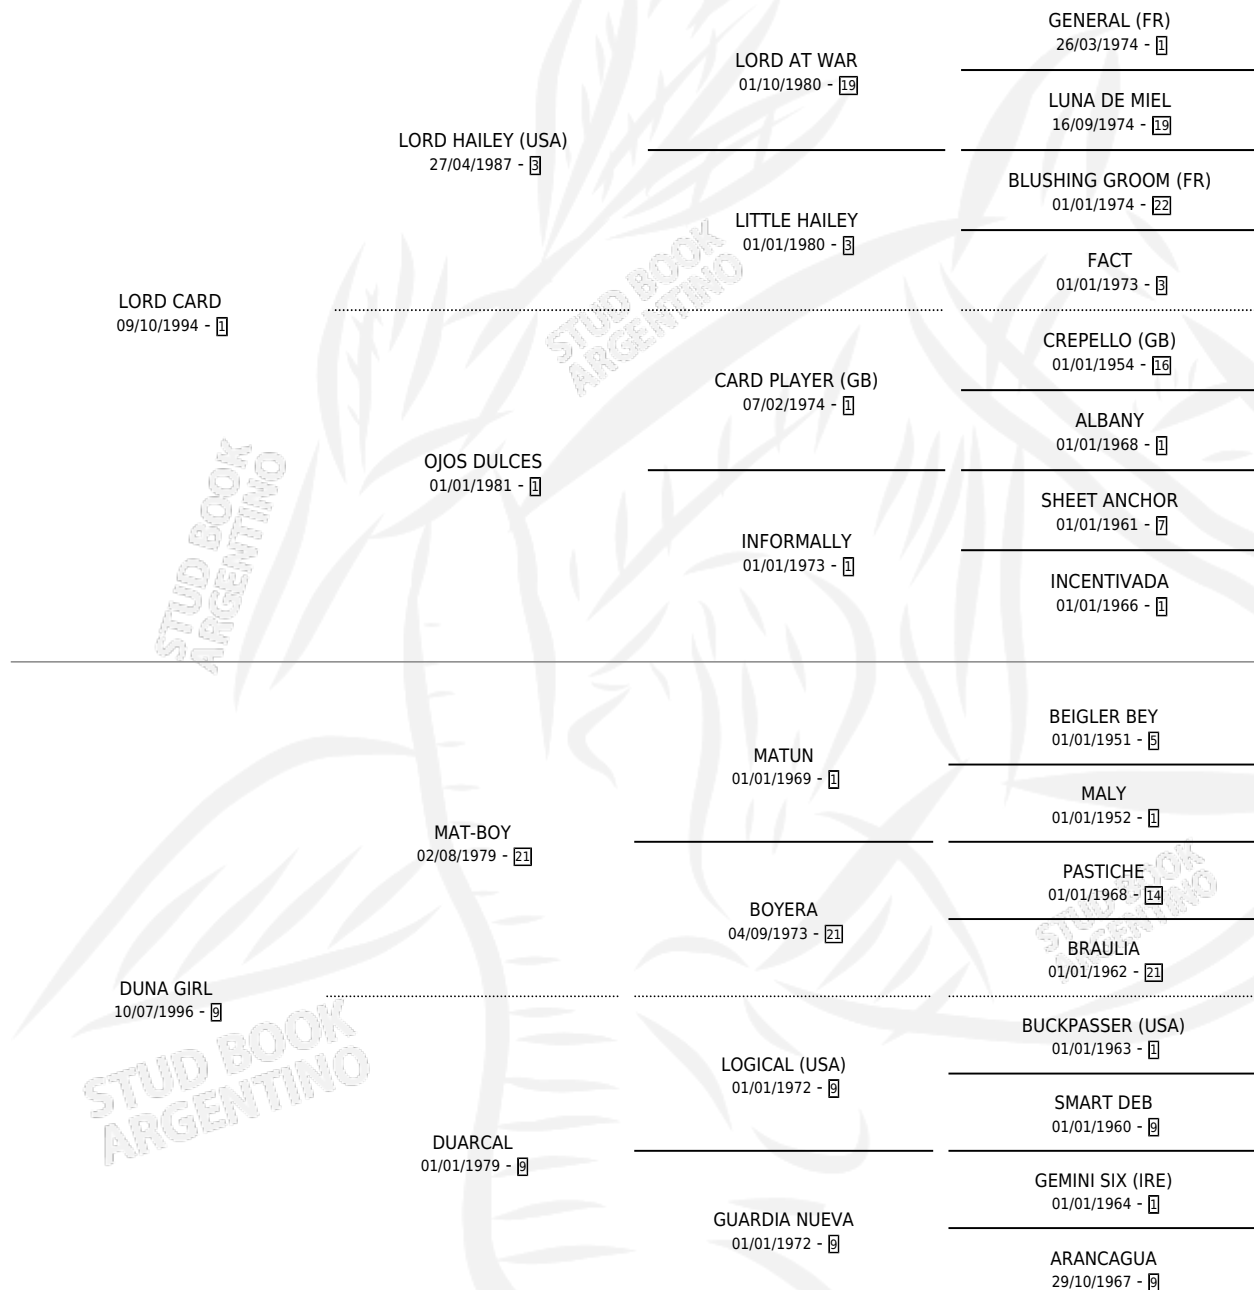 GENERAL (FR)
26/03/1974 - 1
LORD AT WAR
01/10/1980 - 19
LUNA DE MIEL
16/09/1974 - 19
LORD HAILEY (USA)
27/04/1987 - 3
BLUSHING GROOM (FR)
01/01/1974 - 22
LITTLE HAILEY
01/01/1980 - 3
FACT
01/01/1973 - 3
LORD CARD
09/10/1994 - 1
STUD BOOK
ARGENTINO
CREPELLO (GB)
01/01/1954 - 16
CARD PLAYER (GB)
07/02/1974 - 1
ALBANY
01/01/1968 - 1
OJOS DULCES
01/01/1981 - 1
SHEET ANCHOR
01/01/1961 - 7
INFORMALLY
01/01/1973 - 1
INCENTIVADA
01/01/1966 - 1
STUD BOOK
ARGENTINO
BEIGLER BEY
01/01/1951 - 5
MATUN
01/01/1969 - 1
MALY
01/01/1952 - 1
MAT-BOY
02/08/1979 - 21
PASTICHE
01/01/1968 - 14
BOYERA
04/09/1973 - 21
BRAULIA
01/01/1962 - 21
STUD BOOK
ARGENTINO
DUNA GIRL
10/07/1996 - 9
BUCKPASSER (USA)
01/01/1963 - 1
LOGICAL (USA)
01/01/1972 - 9
SMART DEB
01/01/1960 - 9
STUD BOOK
ARGENTINO
DUARCAL
01/01/1979 - 9
GEMINI SIX (IRE)
01/01/1964 - 1
GUARDIA NUEVA
01/01/1972 - 9
ARANCAGUA
29/10/1967 - 9